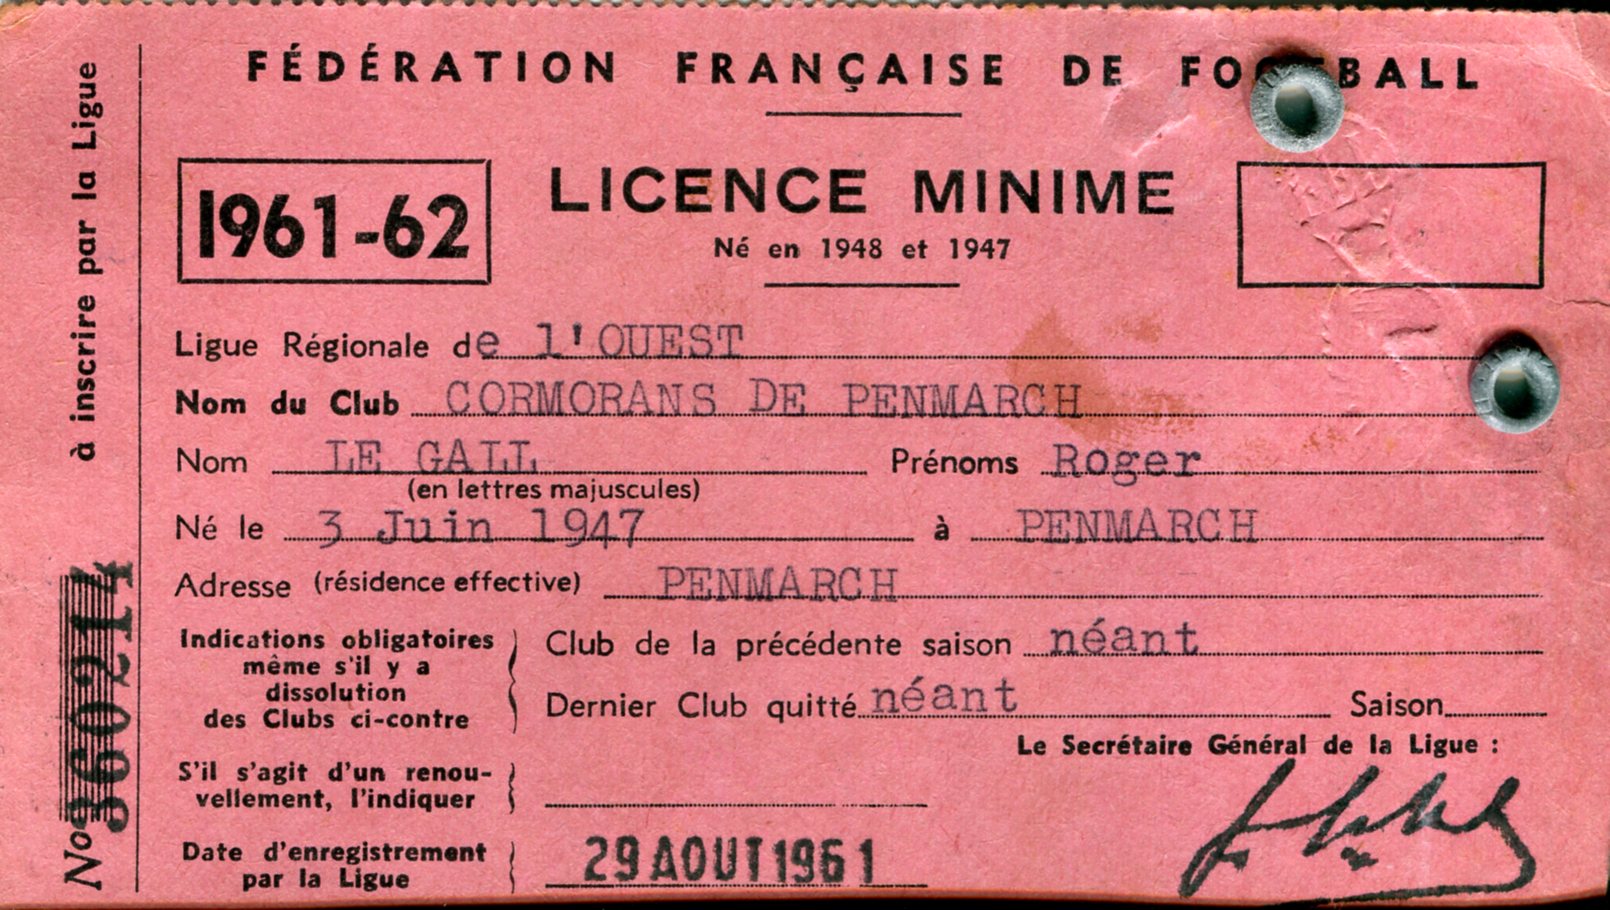 FÉDÉRATION FRANÇAISE DE FOOTBALL
1961-62
LICENCE MINIME
Né en 1948 et 1947
Ligue Régionale de l'OUEST
Nom du Club CORMORANS DE PENMARCH
Nom LE GALL Prénoms Roger
(en lettres majuscules)
Né le 3 Juin 1947 à PENMARCH
Adresse (résidence effective) PENMARCH
Indications obligatoires
même s'il y a
dissolution
des Clubs ci-contre
Club de la précédente saison néant
Dernier Club quitté néant Saison
Le Secrétaire Général de la Ligue :
S'il s'agit d'un renou-
vellement, l'indiquer
Date d'enregistrement
par la Ligue
29 AOUT 1961
No 360214
à inscrire par la Ligue